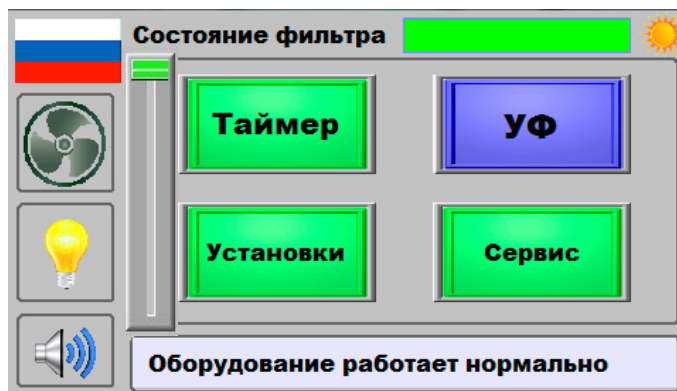 Состояние фильтра
Таймер
УФ
Установки
Сервис
Оборудование работает нормально